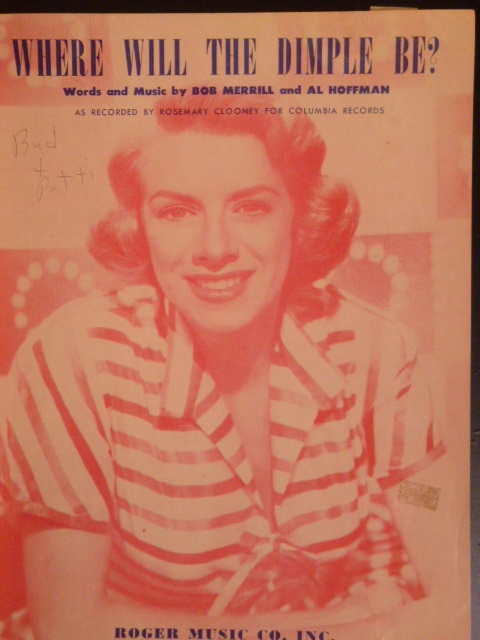 WHERE WILL THE DIMPLE BE?
Words and Music by BOB MERRILL and AL HOFFMAN
AS RECORDED BY ROSEMARY CLOONEY FOR COLUMBIA RECORDS
Bud
+
Patti
ROGER MUSIC CO. INC.